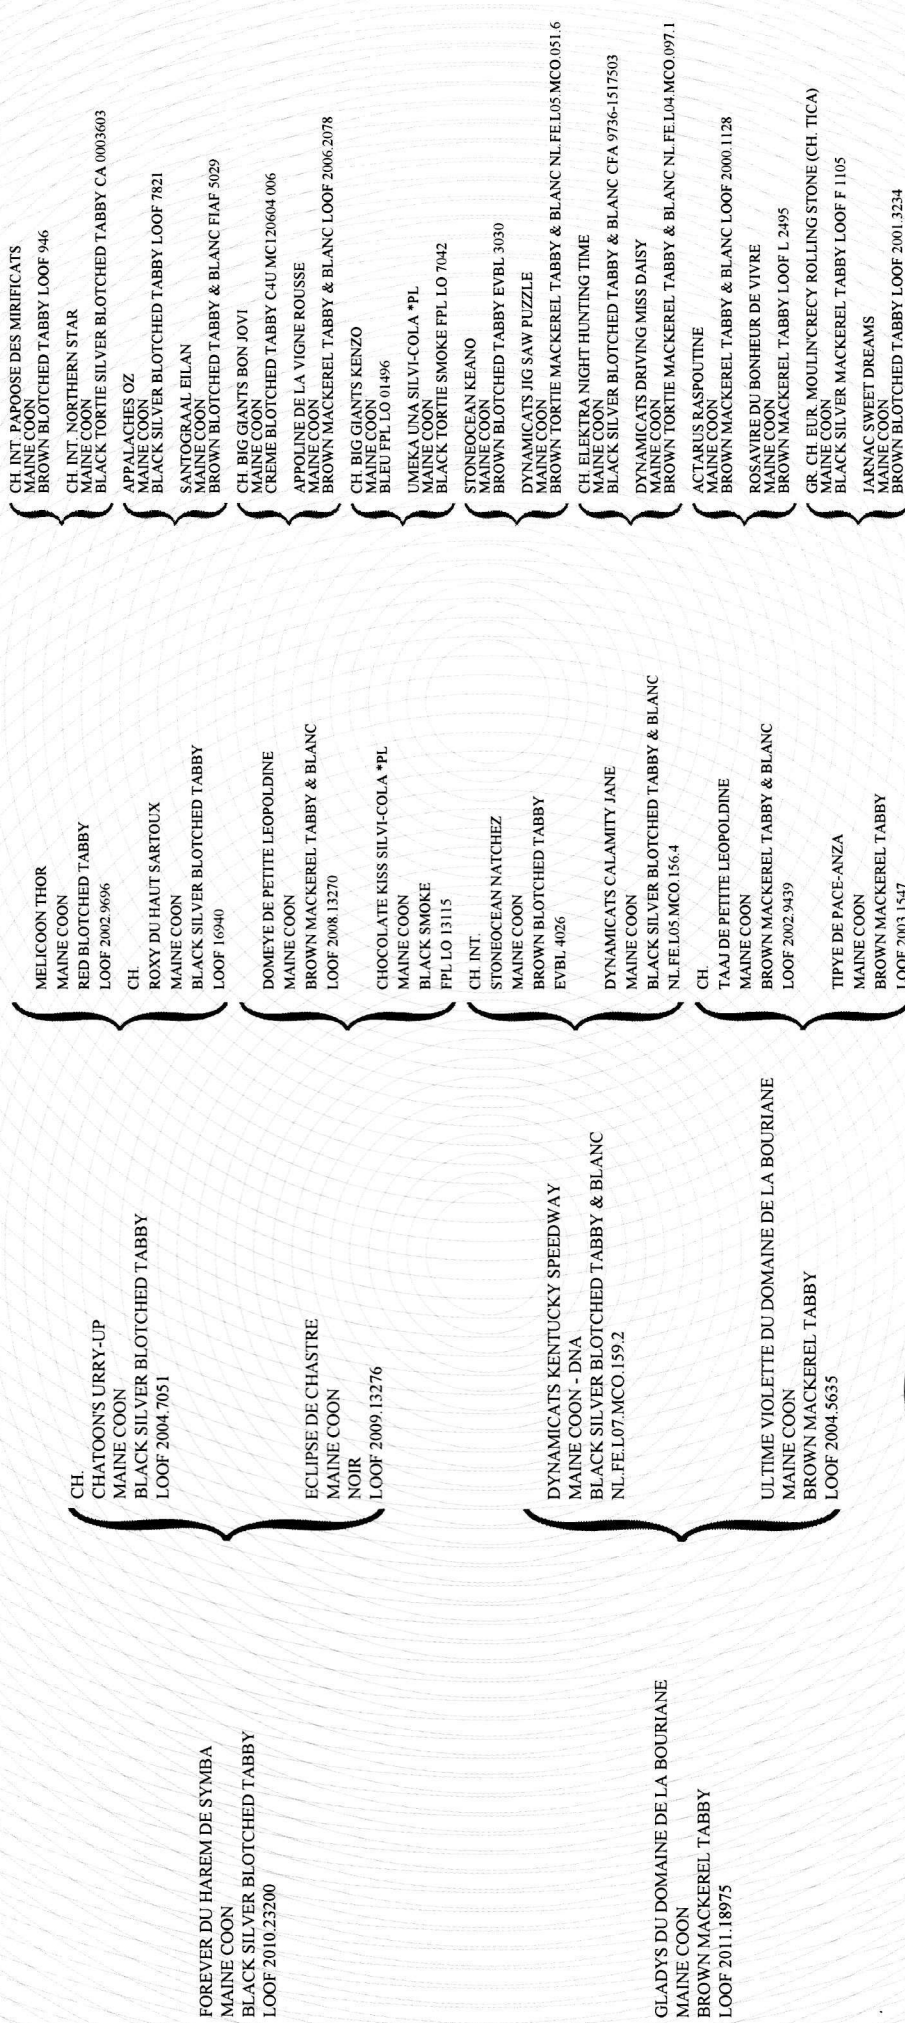 FOREVER DU HAREM DE SYMBA
MAINE COON
BLACK SILVER BLOTCHED TABBY
LOOF 2010.23200
GLADYS DU DOMAINE DE LA BOURIANE
MAINE COON
BROWN MACKEREL TABBY
LOOF 2011.18975
CH.
CHATOON'S URRY-UP
MAINE COON
BLACK SILVER BLOTCHED TABBY
LOOF 2004.7051
ECLIPSE DE CHASTRE
MAINE COON
NOIR
LOOF 2009.13276
DYNAMICATS KENTUCKY SPEEDWAY
MAINE COON - DNA
BLACK SILVER BLOTCHED TABBY & BLANC
NL.FE.L07.MCO.159.2
ULTIME VIOLETTE DU DOMAINE DE LA BOURIANE
MAINE COON
BROWN MACKEREL TABBY
LOOF 2004.5635
MELICOON THOR
MAINE COON
RED BLOTCHED TABBY
LOOF 2002.9696
CH.
ROXY DU HAUT SARTOUX
MAINE COON
BLACK SILVER BLOTCHED TABBY
LOOF 16940
DOMEYE DE PETITE LEOPOLDINE
MAINE COON
BROWN MACKEREL TABBY & BLANC
LOOF 2008.13270
CHOCOLATE KISS SILVI-COLA *PL
MAINE COON
BLACK SMOKE
FPL LO 13115
CH. INT.
STONEOCEAN NATCHEZ
MAINE COON
BROWN BLOTCHED TABBY
EVBL 4026
DYNAMICATS CALAMITY JANE
MAINE COON
BLACK SILVER BLOTCHED TABBY & BLANC
NL.FE.L05.MCO.156.4
CH.
TAAJ DE PETITE LEOPOLDINE
MAINE COON
BROWN MACKEREL TABBY & BLANC
LOOF 2002.9439
TIPYE DE PACE-ANZA
MAINE COON
BROWN MACKEREL TABBY
LOOF 2003.1547
CH. INT. PAPOOSE DES MIRIFICATS
MAINE COON
BROWN BLOTCHED TABBY LOOF 946
CH. INT. NORTHERN STAR
MAINE COON
BLACK TORTIE SILVER BLOTCHED TABBY CA 0003603
APPALACHES OZ
MAINE COON
BLACK SILVER BLOTCHED TABBY LOOF 7821
SANTOGRAAL EILAN
MAINE COON
BROWN BLOTCHED TABBY & BLANC FIAF 5029
CH. BIG GIANTS BON JOVI
MAINE COON
CREME BLOTCHED TABBY C4U MC120604 006
APPOLINE DE LA VIGNE ROUSSE
MAINE COON
BROWN MACKEREL TABBY & BLANC LOOF 2006.2078
CH. BIG GIANTS KENZO
MAINE COON
BLEU FPL LO 01496
UMEKA UNA SILVI-COLA *PL
MAINE COON
BLACK TORTIE SMOKE FPL LO 7042
STONEOCEAN KEANO
MAINE COON
BROWN BLOTCHED TABBY EVBL 3030
DYNAMICATS JIG SAW PUZZLE
MAINE COON
BROWN TORTIE MACKEREL TABBY & BLANC NL.FE.L05.MCO.051.6
CH. ELEKTRA NIGHT HUNTING TIME
MAINE COON
BLACK SILVER BLOTCHED TABBY & BLANC CFA 9736-1517503
DYNAMICATS DRIVING MISS DAISY
MAINE COON
BROWN TORTIE MACKEREL TABBY & BLANC NL.FE.L04.MCO.097.1
ACTARUS RASPOUTINE
MAINE COON
BROWN MACKEREL TABBY & BLANC LOOF 2000.1128
ROSAVIRE DU BONHEUR DE VIVRE
MAINE COON
BROWN MACKEREL TABBY LOOF L 2495
GR. CH. EUR. MOULIN'CRECY ROLLING STONE (CH. TICA)
MAINE COON
BLACK SILVER MACKEREL TABBY LOOF F 1105
JARNAC SWEET DREAMS
MAINE COON
BROWN BLOTCHED TABBY LOOF 2001.3234